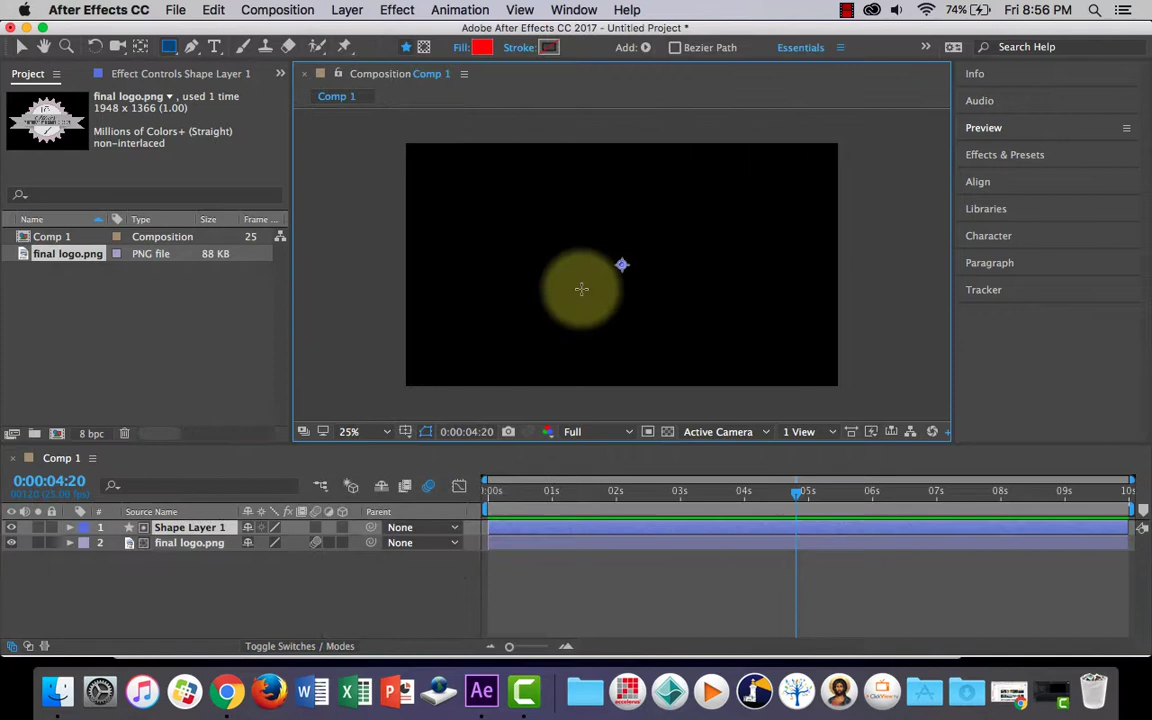 After Effects CC File Edit Composition Layer Effect Animation View Window Help 74% Fri 8:56 PM
Adobe After Effects CC 2017 - Untitled Project *
Fill: Stroke: Add: Bezier Path Essentials Search Help
Project Effect Controls Shape Layer 1 Composition Comp 1 Info
final logo.png , used 1 time Comp 1 Audio
1948 x 1366 (1.00)
Millions of Colors+ (Straight) Preview
non-interlaced
Effects & Presets
Align
Libraries
Name Type Size Frame ...
Comp 1 Composition 25 Character
final logo.png PNG file 88 KB
Paragraph
Tracker
8 bpc 25% 0:00:04:20 Full Active Camera 1 View
Comp 1
0:00:04:20
00120 (25.00 fps) :00s 01s 02s 03s 04s 05s 06s 07s 08s 09s 10s
# Source Name Parent
1 Shape Layer 1 None
2 final logo.png None
Toggle Switches / Modes
Ae